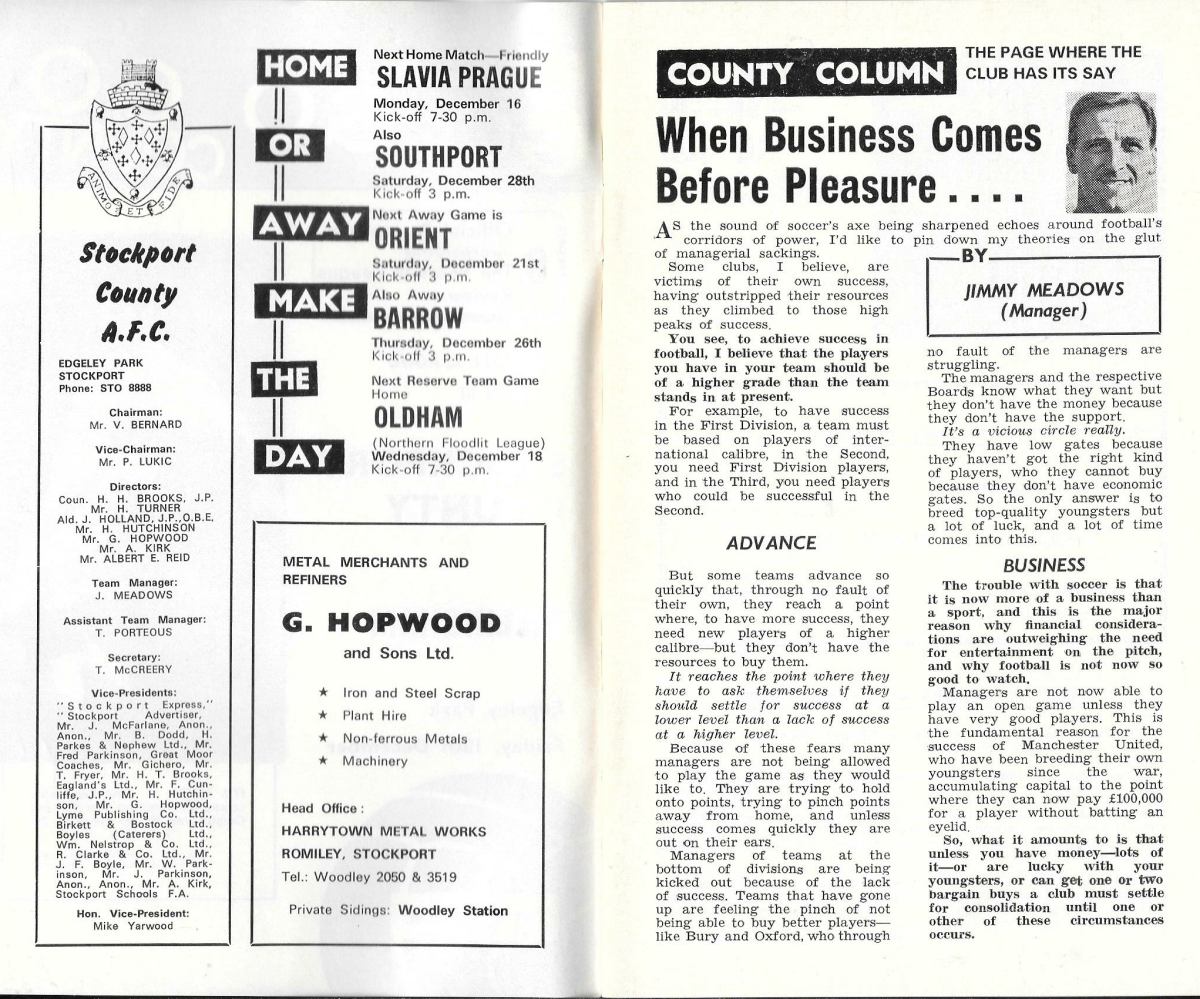 ANIMO ET FIDE
Stockport
County
A.F.C.
EDGELEY PARK
STOCKPORT
Phone: STO 8888
Chairman:
Mr. V. BERNARD
Vice-Chairman:
Mr. P. LUKIC
Directors:
Coun. H. H. BROOKS, J.P.
Mr. H. TURNER
Ald. J. HOLLAND, J.P.,O.B.E.
Mr. H. HUTCHINSON
Mr. G. HOPWOOD
Mr. A. KIRK
Mr. ALBERT E. REID
Team Manager:
J. MEADOWS
Assistant Team Manager:
T. PORTEOUS
Secretary:
T. McCREERY
Vice-Presidents:
"Stockport Express,"
"Stockport Advertiser,
Mr. J. McFarlane, Anon.,
Anon., Mr. B. Dodd, H.
Parkes & Nephew Ltd., Mr.
Fred Parkinson, Great Moor
Coaches, Mr. Gichero, Mr.
T. Fryer, Mr. H. T. Brooks,
Eagland's Ltd., Mr. F. Cun-
liffe, J.P., Mr. H. Hutchin-
son, Mr. G. Hopwood,
Lyme Publishing Co. Ltd.,
Birkett & Bostock Ltd.,
Boyles (Caterers) Ltd.,
Wm. Nelstrop & Co. Ltd.,
R. Clarke & Co. Ltd., Mr.
J. F. Boyle, Mr. W. Park-
inson, Mr. J. Parkinson,
Anon., Anon., Mr. A. Kirk,
Stockport Schools F.A.
Hon. Vice-President:
Mike Yarwood
HOME
OR
AWAY
MAKE
THE
DAY
Next Home Match—Friendly
SLAVIA PRAGUE
Monday, December 16
Kick-off 7-30 p.m.
Also
SOUTHPORT
Saturday, December 28th
Kick-off 3 p.m.
Next Away Game is
ORIENT
Saturday, December 21st
Kick-off 3 p.m.
Also Away
BARROW
Thursday, December 26th
Kick-off 3 p.m.
Next Reserve Team Game
Home
OLDHAM
(Northern Floodlit League)
Wednesday, December 18
Kick-off 7-30 p.m.
METAL MERCHANTS AND
REFINERS
G. HOPWOOD
and Sons Ltd.
★ Iron and Steel Scrap
★ Plant Hire
★ Non-ferrous Metals
★ Machinery
Head Office :
HARRYTOWN METAL WORKS
ROMILEY, STOCKPORT
Tel.: Woodley 2050 & 3519
Private Sidings: Woodley Station
COUNTY COLUMN
THE PAGE WHERE THE
CLUB HAS ITS SAY
When Business Comes
Before Pleasure . . . .
AS the sound of soccer's axe being sharpened echoes around football's
corridors of power, I'd like to pin down my theories on the glut
of managerial sackings.
Some clubs, I believe, are
victims of their own success,
having outstripped their resources
as they climbed to those high
peaks of success.
You see, to achieve success in
football, I believe that the players
you have in your team should be
of a higher grade than the team
stands in at present.
For example, to have success
in the First Division, a team must
be based on players of inter-
national calibre, in the Second,
you need First Division players,
and in the Third, you need players
who could be successful in the
Second.
ADVANCE
But some teams advance so
quickly that, through no fault of
their own, they reach a point
where, to have more success, they
need new players of a higher
calibre—but they don't have the
resources to buy them.
It reaches the point where they
have to ask themselves if they
should settle for success at a
lower level than a lack of success
at a higher level.
Because of these fears many
managers are not being allowed
to play the game as they would
like to. They are trying to hold
onto points, trying to pinch points
away from home, and unless
success comes quickly they are
out on their ears.
Managers of teams at the
bottom of divisions are being
kicked out because of the lack
of success. Teams that have gone
up are feeling the pinch of not
being able to buy better players—
like Bury and Oxford, who through
BY
JIMMY MEADOWS
(Manager)
no fault of the managers are
struggling.
The managers and the respective
Boards know what they want but
they don't have the money because
they don't have the support.
It's a vicious circle really.
They have low gates because
they haven't got the right kind
of players, who they cannot buy
because they don't have economic
gates. So the only answer is to
breed top-quality youngsters but
a lot of luck, and a lot of time
comes into this.
BUSINESS
The trouble with soccer is that
it is now more of a business than
a sport, and this is the major
reason why financial considera-
tions are outweighing the need
for entertainment on the pitch,
and why football is not now so
good to watch.
Managers are not now able to
play an open game unless they
have very good players. This is
the fundamental reason for the
success of Manchester United,
who have been breeding their own
youngsters since the war,
accumulating capital to the point
where they can now pay £100,000
for a player without batting an
eyelid.
So, what it amounts to is that
unless you have money—lots of
it—or are lucky with your
youngsters, or can get one or two
bargain buys a club must settle
for consolidation until one or
other of these circumstances
occurs.